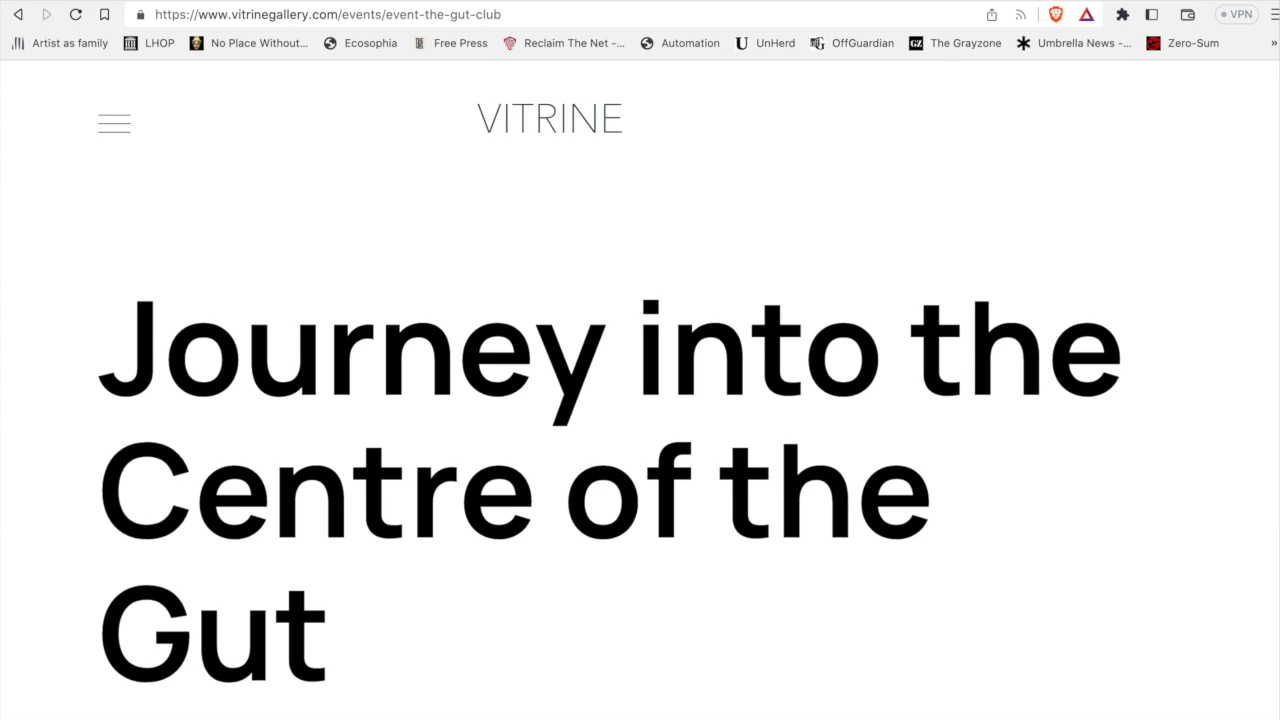 https://www.vitrinegallery.com/events/event-the-gut-club
VPN
Artist as family LHOP No Place Without... Ecosophia Free Press Reclaim The Net -... Automation UnHerd OffGuardian The Grayzone Umbrella News -... Zero-Sum »
VITRINE
Journey into the
Centre of the
Gut